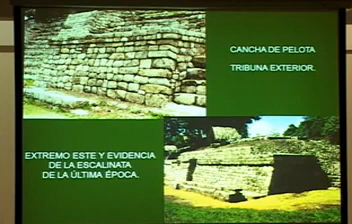 CANCHA DE PELOTA
TRIBUNA EXTERIOR.
EXTREMO ESTE Y EVIDENCIA
DE LA ESCALINATA
DE LA ÚLTIMA ÉPOCA.